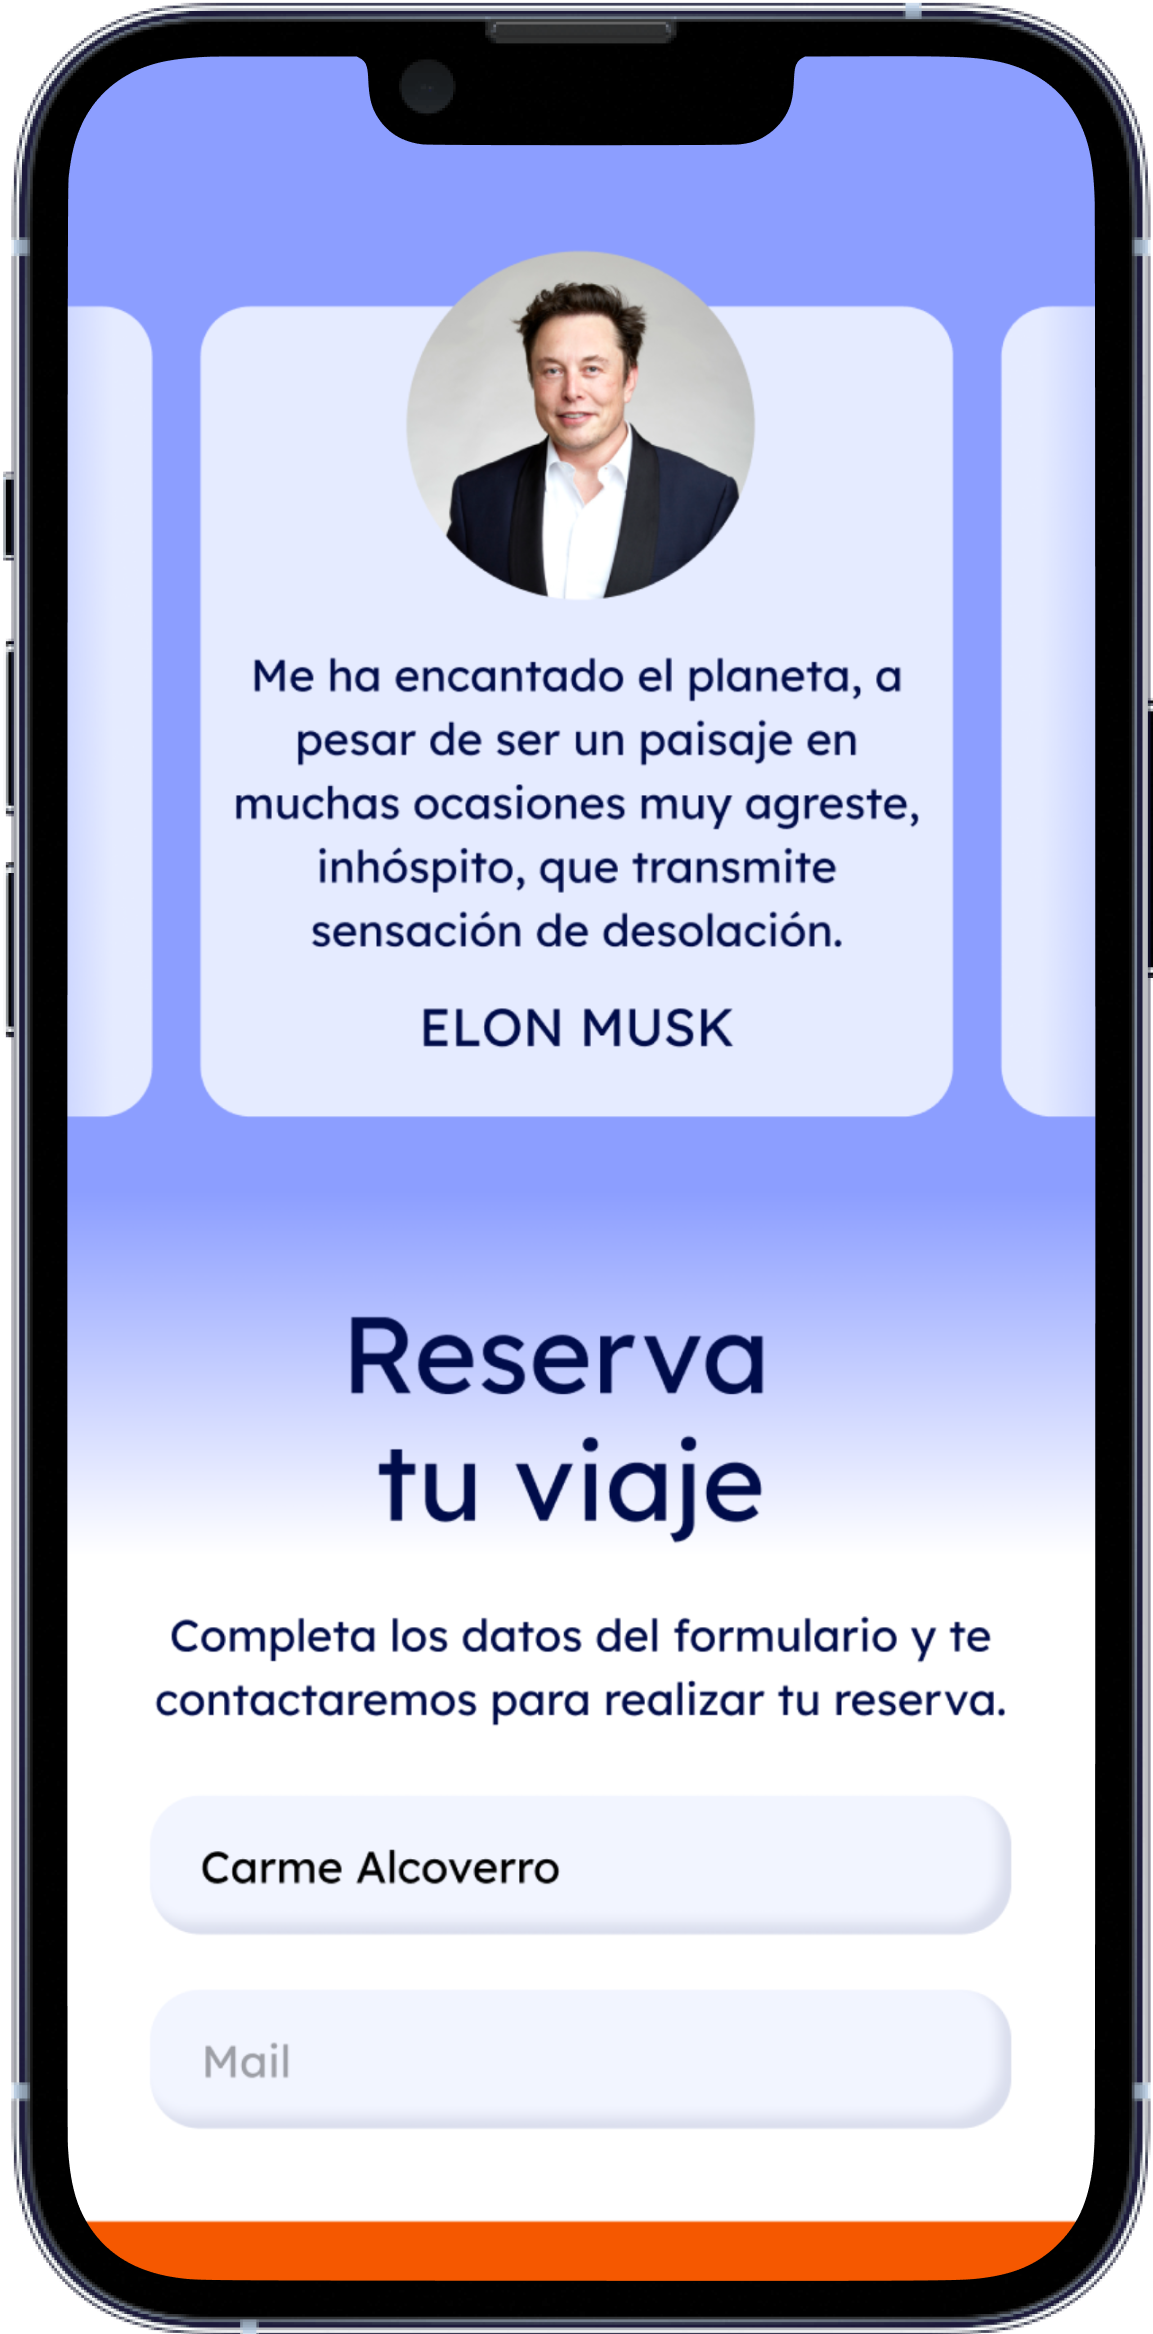 Me ha encantado el planeta, a
pesar de ser un paisaje en
muchas ocasiones muy agreste,
inhóspito, que transmite
sensación de desolación.
ELON MUSK
Reserva
tu viaje
Completa los datos del formulario y te
contactaremos para realizar tu reserva.
Carme Alcoverro
Mail